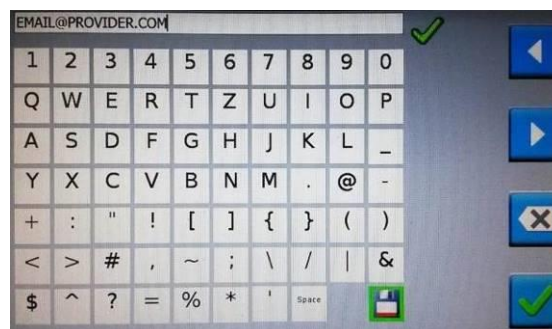 EMAIL@PROVIDER.COM
1 2 3 4 5 6 7 8 9 0
Q W E R T Z U I O P
A S D F G H J K L _
Y X C V B N M . @ -
+ : " ! [ ] { } ( )
< > # , ~ ; \ / | &
$ ^ ? = % * ' Space